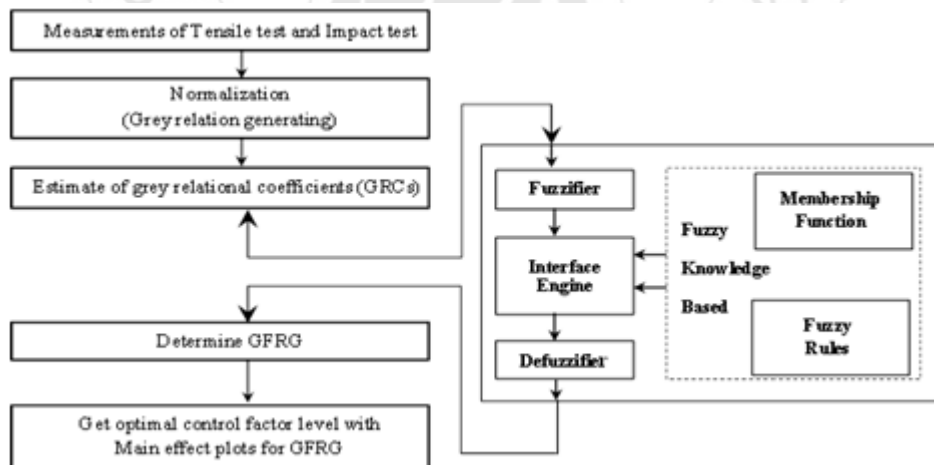 Measurements of Tensile test and Impact test
Normalization
(Grey relation generating)
Estimate of grey relational coefficients (GRCs)
Determine GFRG
Get optimal control factor level with
Main effect plots for GFRG
Fuzzifier
Interface
Engine
Defuzzifier
Fuzzy
Knowledge
Based
Membership
Function
Fuzzy
Rules